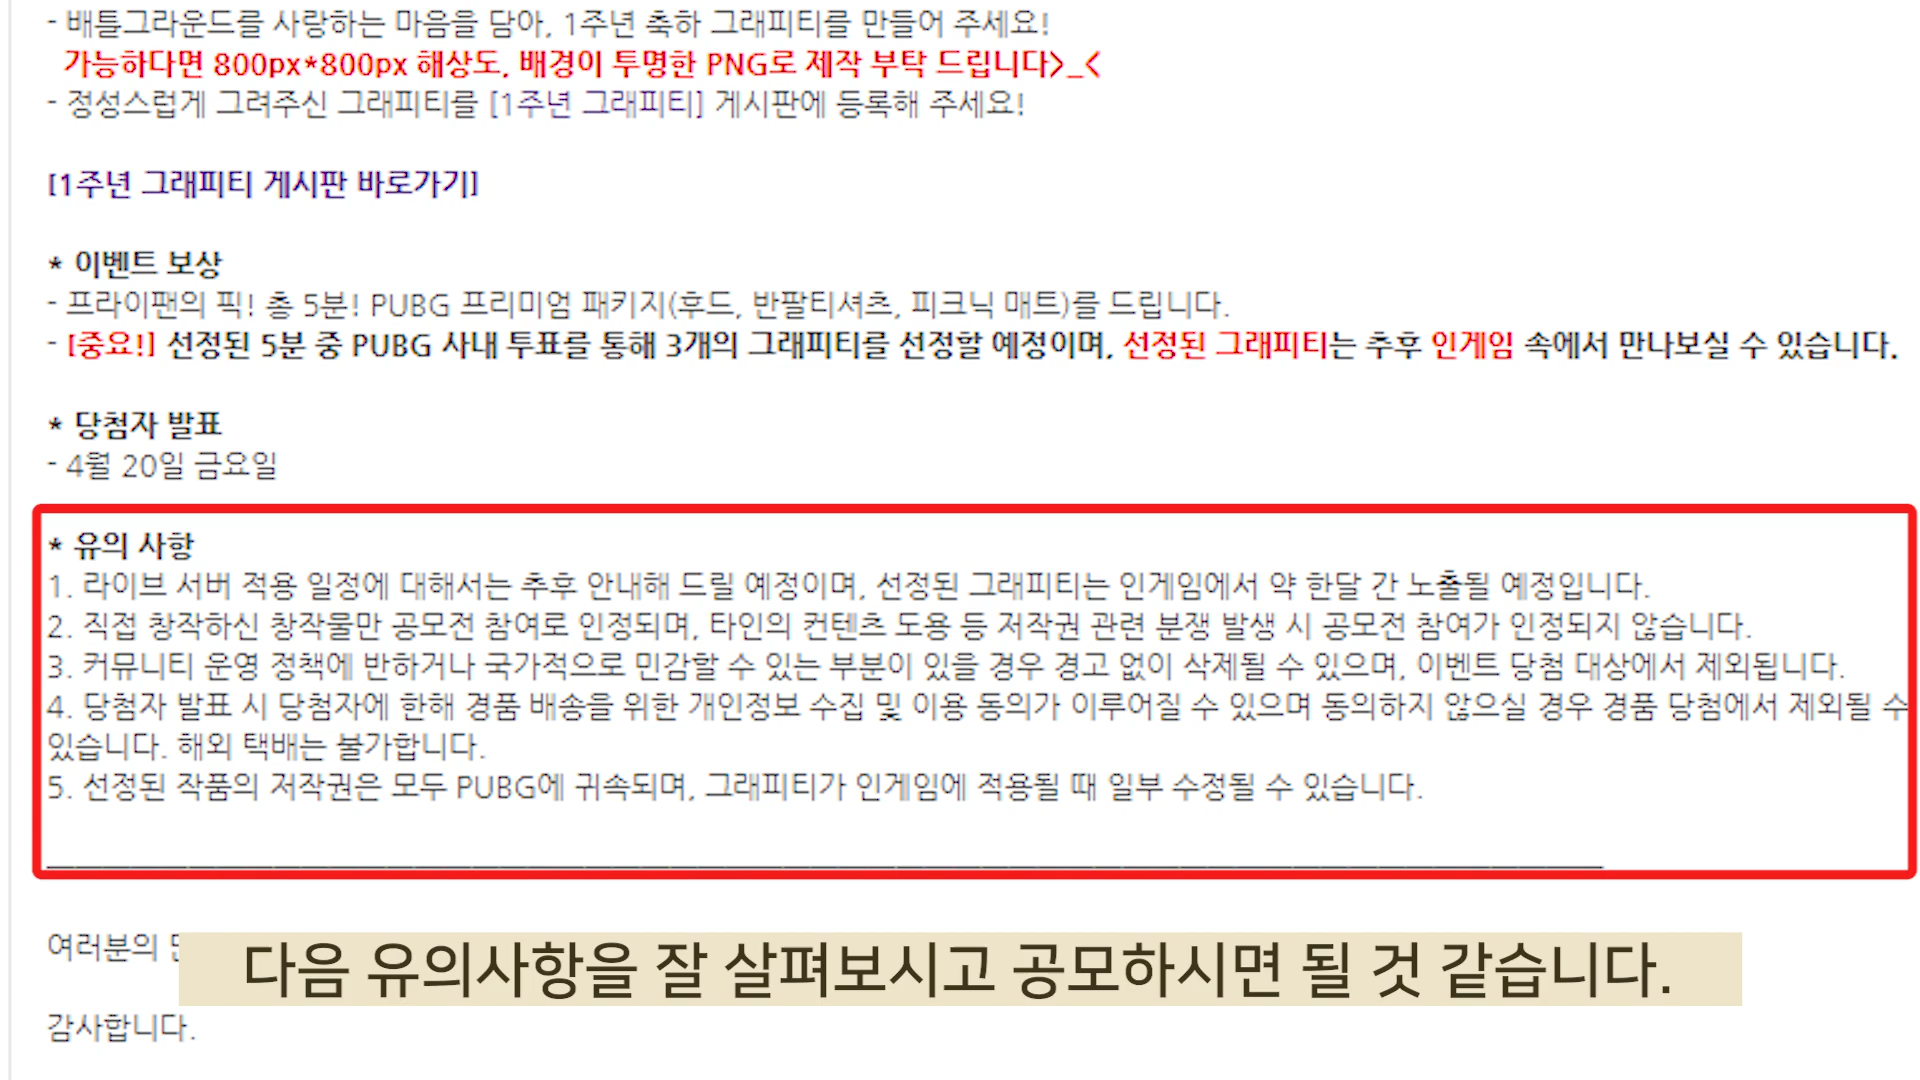 - 배틀그라운드를 사랑하는 마음을 담아, 1주년 축하 그래피티를 만들어 주세요!
가능하다면 800px*800px 해상도, 배경이 투명한 PNG로 제작 부탁 드립니다>_<
- 정성스럽게 그려주신 그래피티를 [1주년 그래피티] 게시판에 등록해 주세요!
[1주년 그래피티 게시판 바로가기]
* 이벤트 보상
- 프라이팬의 픽! 총 5분! PUBG 프리미엄 패키지(후드, 반팔티셔츠, 피크닉 매트)를 드립니다.
- [중요!] 선정된 5분 중 PUBG 사내 투표를 통해 3개의 그래피티를 선정할 예정이며, 선정된 그래피티는 추후 인게임 속에서 만나보실 수 있습니다.
* 당첨자 발표
- 4월 20일 금요일
* 유의 사항
1. 라이브 서버 적용 일정에 대해서는 추후 안내해 드릴 예정이며, 선정된 그래피티는 인게임에서 약 한달 간 노출될 예정입니다.
2. 직접 창작하신 창작물만 공모전 참여로 인정되며, 타인의 컨텐츠 도용 등 저작권 관련 분쟁 발생 시 공모전 참여가 인정되지 않습니다.
3. 커뮤니티 운영 정책에 반하거나 국가적으로 민감할 수 있는 부분이 있을 경우 경고 없이 삭제될 수 있으며, 이벤트 당첨 대상에서 제외됩니다.
4. 당첨자 발표 시 당첨자에 한해 경품 배송을 위한 개인정보 수집 및 이용 동의가 이루어질 수 있으며 동의하지 않으실 경우 경품 당첨에서 제외될 수
있습니다. 해외 택배는 불가합니다.
5. 선정된 작품의 저작권은 모두 PUBG에 귀속되며, 그래피티가 인게임에 적용될 때 일부 수정될 수 있습니다.
여러분의
다음 유의사항을 잘 살펴보시고 공모하시면 될 것 같습니다.
감사합니다.